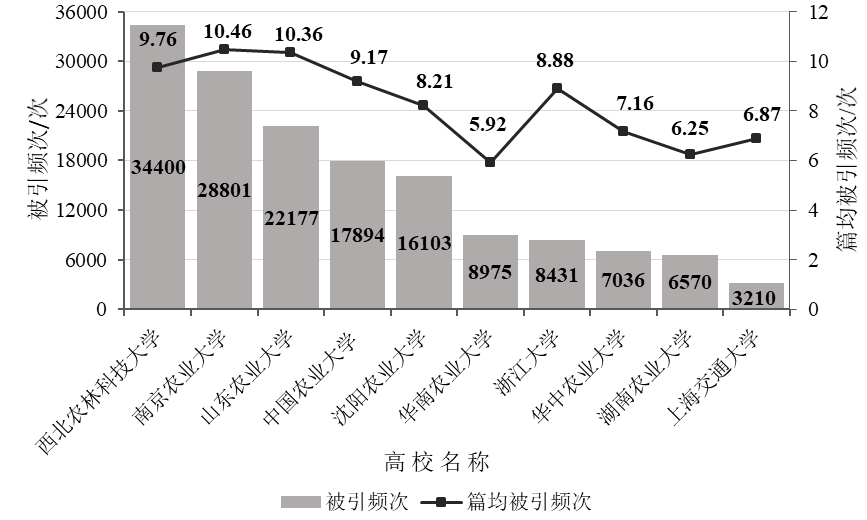 36000
30000
24000
18000
12000
6000
0
被引频次/次
9.76
10.46
10.36
9.17
8.21
5.92
8.88
7.16
6.25
6.87
34400
28801
22177
17894
16103
8975
8431
7036
6570
3210
12
10
8
6
4
2
0
篇均被引频次/次
西北农林科技大学
南京农业大学
山东农业大学
中国农业大学
沈阳农业大学
华南农业大学
浙江大学
华中农业大学
湖南农业大学
上海交通大学
高校名称
被引频次
篇均被引频次